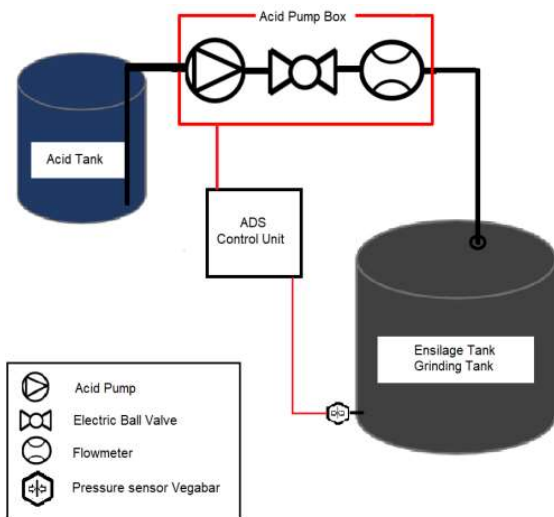 Acid Pump Box
Acid Tank
ADS
Control Unit
Ensilage Tank
Grinding Tank
Acid Pump
Electric Ball Valve
Flowmeter
Pressure sensor Vegabar